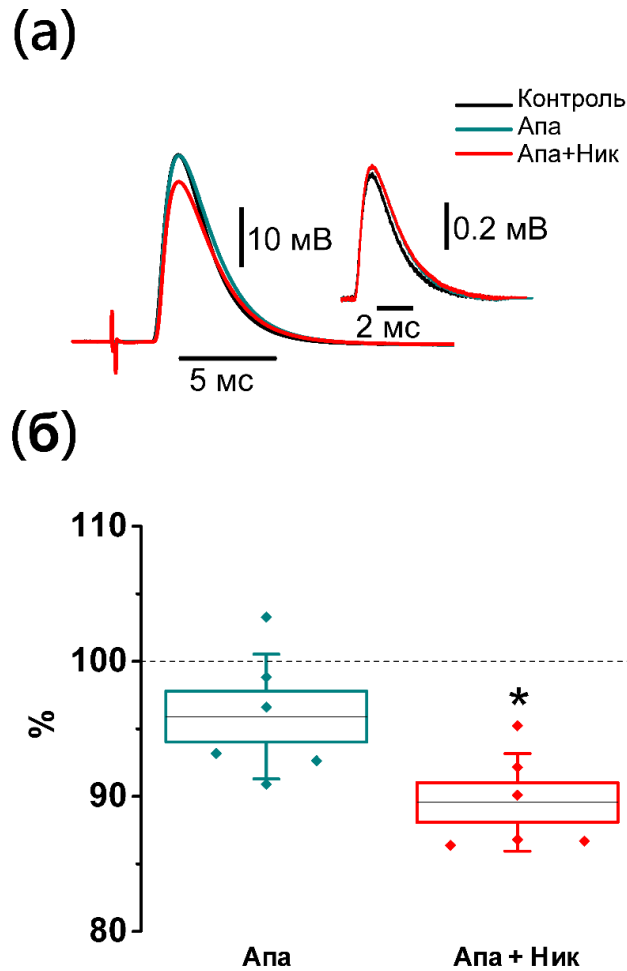 (а)
Контроль
Апа
Апа+Ник
10 мВ
0.2 мВ
2 мс
5 мс
(б)
110
100
90
80
%
*
Апа
Апа + Ник